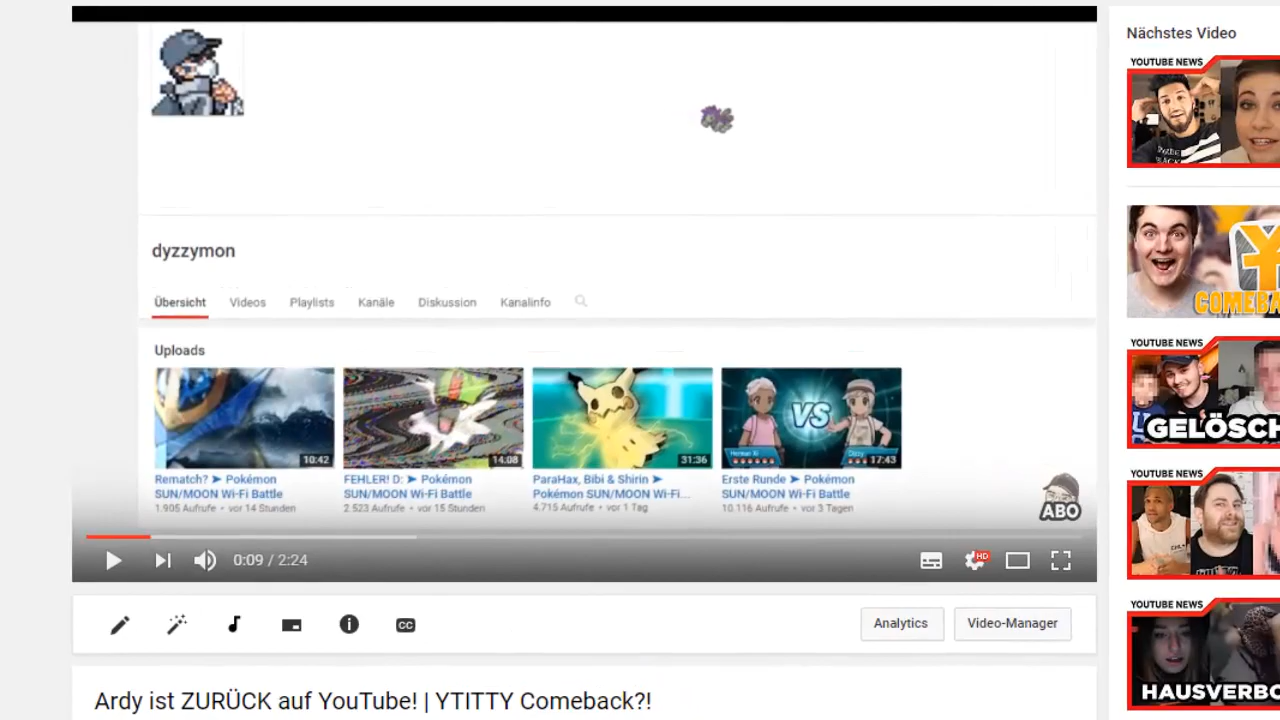 Nächstes Video
YOUTUBE NEWS
dyzzymon
Übersicht
Videos
Playlists
Kanäle
Diskussion
Kanalinfo
Uploads
10:42
14:08
31:36
VS
17:43
Rematch? ➤ Pokémon
SUN/MOON Wi-Fi Battle
1.905 Aufrufe • vor 14 Stunden
FEHLER! D: ➤ Pokémon
SUN/MOON Wi-Fi Battle
2.523 Aufrufe • vor 15 Stunden
ParaHax, Bibi & Shirin ➤
Pokémon SUN/MOON Wi-Fi...
4.715 Aufrufe • vor 1 Tag
Erste Runde ➤ Pokémon
SUN/MOON Wi-Fi Battle
10.116 Aufrufe • vor 3 Tagen
ABO
0:09 / 2:24
HD
CC
Analytics
Video-Manager
Ardy ist ZURÜCK auf YouTube! | YTITTY Comeback?!
COMEBA
YOUTUBE NEWS
GELÖSCH
YOUTUBE NEWS
YOUTUBE NEWS
HAUSVERBO